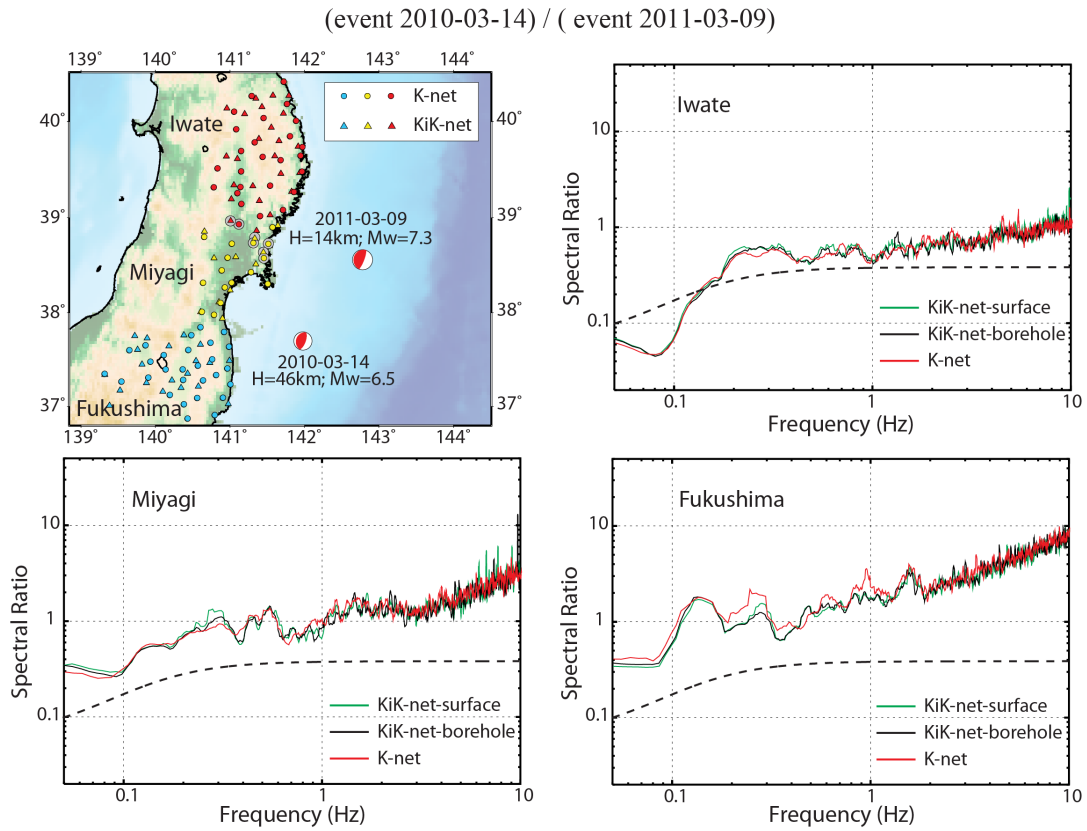 (event 2010-03-14) / ( event 2011-03-09)
139˚ 140˚ 141˚ 142˚ 143˚ 144˚
40˚ 40˚
39˚ 39˚
38˚ 38˚
37˚ 37˚
139˚ 140˚ 141˚ 142˚ 143˚ 144˚
K-net
KiK-net
Iwate
Miyagi
Fukushima
2011-03-09
H=14km; Mw=7.3
2010-03-14
H=46km; Mw=6.5
Iwate
Spectral Ratio
10
1
0.1
KiK-net-surface
KiK-net-borehole
K-net
0.1 1 10
Frequency (Hz)
Miyagi
Spectral Ratio
10
1
0.1
KiK-net-surface
KiK-net-borehole
K-net
0.1 1 10
Frequency (Hz)
Fukushima
Spectral Ratio
10
1
0.1
KiK-net-surface
KiK-net-borehole
K-net
0.1 1 10
Frequency (Hz)